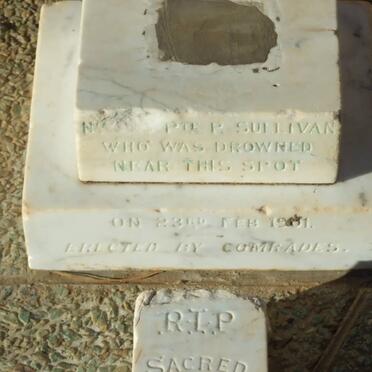 PTE P. SULLIVAN
WHO WAS DROWNED
NEAR THIS SPOT
ON 23RD FEB 1901.
ERECTED BY COMRADES.
R.I.P
SACRED